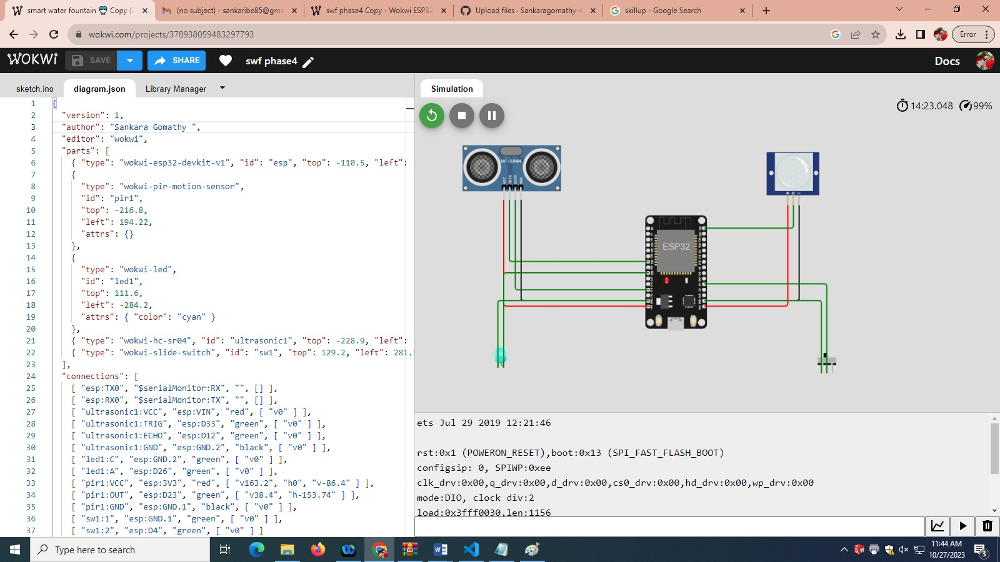 smart water fountain 🥶 Copy (2
(no subject) - sankaribe85@gma
swf phase4 Copy - Wokwi ESP32
Upload files · Sankaragomathy-4
skillup - Google Search
wokwi.com/projects/378938059483297793
Error
WOKWI
SAVE
SHARE
swf phase4
Docs
sketch.ino
diagram.json
Library Manager
Simulation
14:23.048
99%
1 {
2 "version": 1,
3 "author": "Sankara Gomathy ",
4 "editor": "wokwi",
5 "parts": [
6 { "type": "wokwi-esp32-devkit-v1", "id": "esp", "top": -110.5, "left":
7 {
8 "type": "wokwi-pir-motion-sensor",
9 "id": "pir1",
10 "top": -216.8,
11 "left": 194.22,
12 "attrs": {}
13 },
14 {
15 "type": "wokwi-led",
16 "id": "led1",
17 "top": 111.6,
18 "left": -284.2,
19 "attrs": { "color": "cyan" }
20 },
21 { "type": "wokwi-hc-sr04", "id": "ultrasonic1", "top": -228.9, "left":
22 { "type": "wokwi-slide-switch", "id": "sw1", "top": 129.2, "left": 281.5
23 ],
24 "connections": [
25 [ "esp:TX0", "$serialMonitor:RX", "", [] ],
26 [ "esp:RX0", "$serialMonitor:TX", "", [] ],
27 [ "ultrasonic1:VCC", "esp:VIN", "red", [ "v0" ] ],
28 [ "ultrasonic1:TRIG", "esp:D33", "green", [ "v0" ] ],
29 [ "ultrasonic1:ECHO", "esp:D12", "green", [ "v0" ] ],
30 [ "ultrasonic1:GND", "esp:GND.2", "black", [ "v0" ] ],
31 [ "led1:C", "esp:GND.2", "green", [ "v0" ] ],
32 [ "led1:A", "esp:D26", "green", [ "v0" ] ],
33 [ "pir1:VCC", "esp:3V3", "red", [ "v163.2", "h0", "v-86.4" ] ],
34 [ "pir1:OUT", "esp:D23", "green", [ "v38.4", "h-153.74" ] ],
35 [ "pir1:GND", "esp:GND.1", "black", [ "v0" ] ],
36 [ "sw1:1", "esp:GND.1", "green", [ "v0" ] ],
37 [ "sw1:2", "esp:D4", "green", [ "v0" ] ]
HC-SR04
VCC
TRIG
ECHO
GND
+ D -
ESP32
ets Jul 29 2019 12:21:46
rst:0x1 (POWERON_RESET),boot:0x13 (SPI_FAST_FLASH_BOOT)
configsip: 0, SPIWP:0xee
clk_drv:0x00,q_drv:0x00,d_drv:0x00,cs0_drv:0x00,hd_drv:0x00,wp_drv:0x00
mode:DIO, clock div:2
load:0x3fff0030,len:1156
Type here to search
11:44 AM
10/27/2023
3